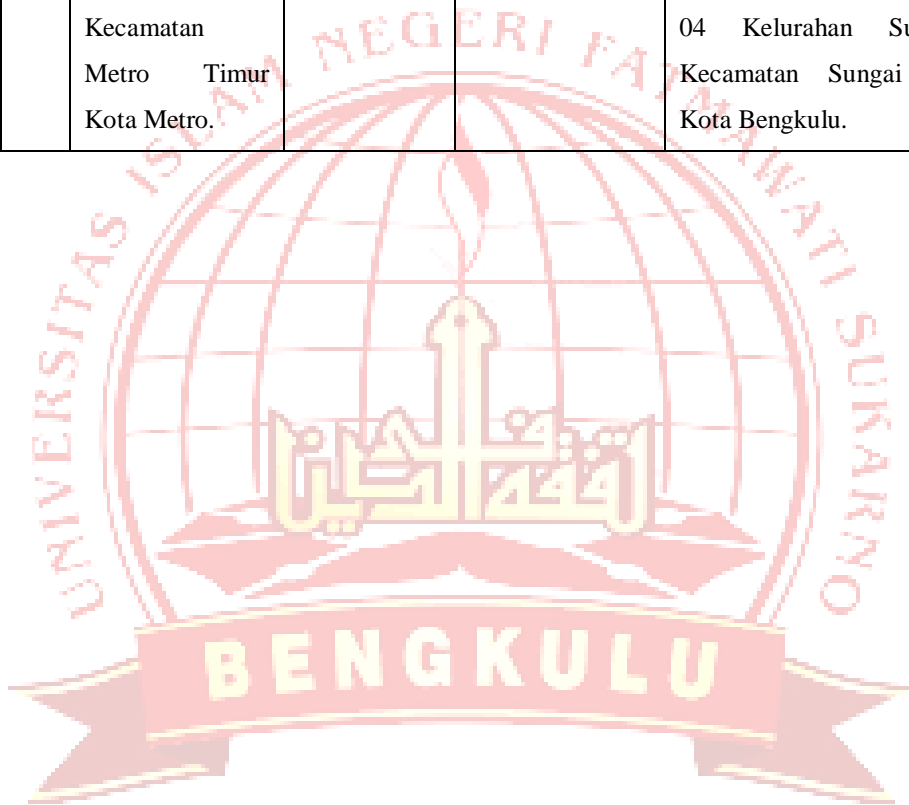 Kecamatan
Metro Timur
Kota Metro.
04 Kelurahan
Kecamatan Sungai
Kota Bengkulu.
UNIVERSITAS ISLAM NEGERI FATMAWATI SUKARNO
BENGKULU